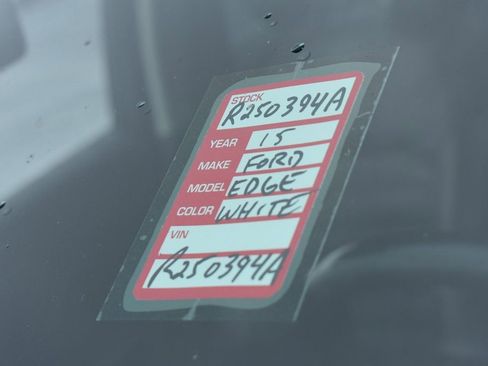 STOCK
R250394A
YEAR 15
MAKE FORD
MODEL EDGE
COLOR WHITE
VIN
R250394A